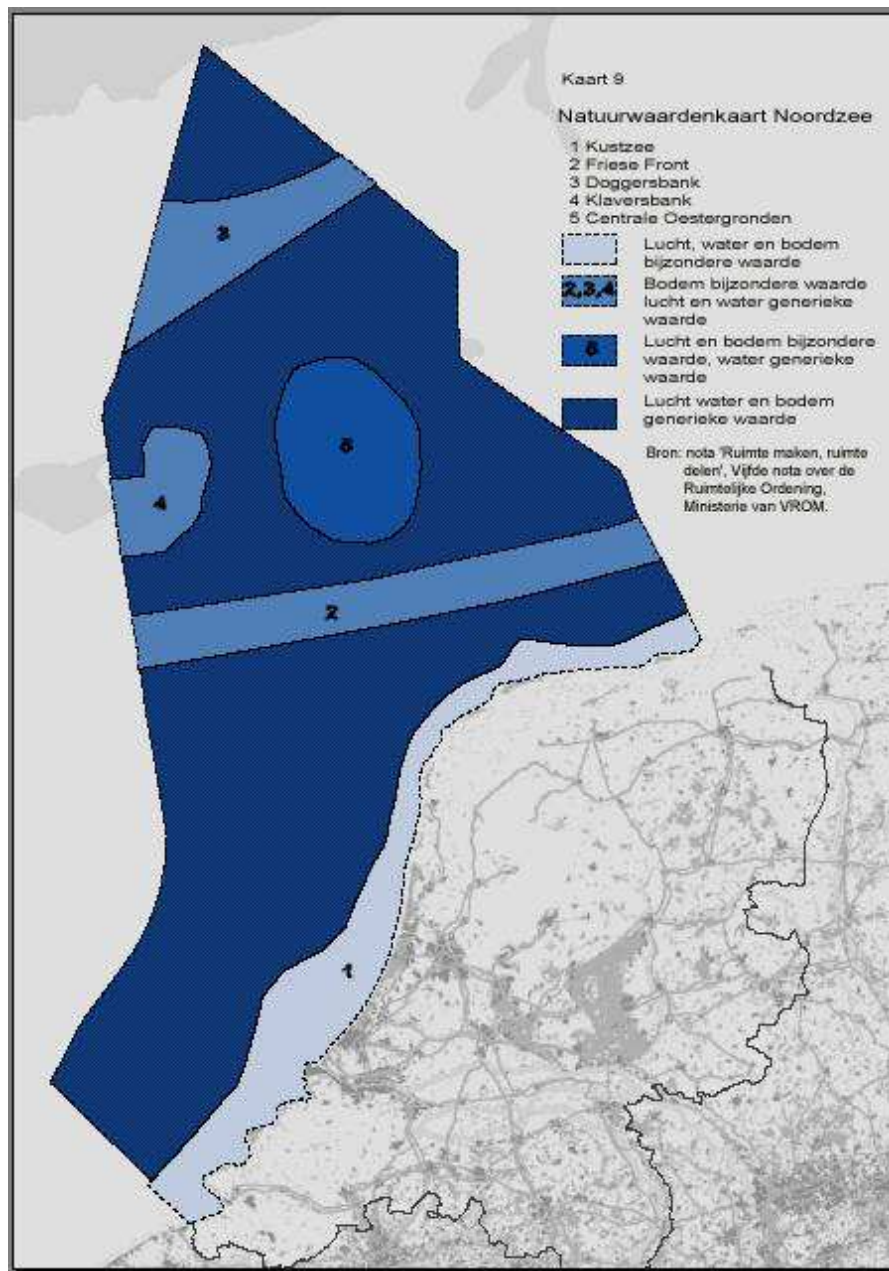 Kaart 9
Natuurwaardenkaart Noordzee
1 Kustzee
2 Friese Front
3 Doggersbank
4 Klaversbank
5 Centrale Oestergronden
Lucht, water en bodem
bijzondere waarde
2,3,4
Bodem bijzondere waarde
lucht en water generieke
waarde
5
Lucht en bodem bijzondere
waarde, water generieke
waarde
Lucht water en bodem
generieke waarde
Bron: nota 'Ruimte maken, ruimte
delen', Vijfde nota over de
Ruimtelijke Ordening,
Ministerie van VROM.
3
5
4
2
1